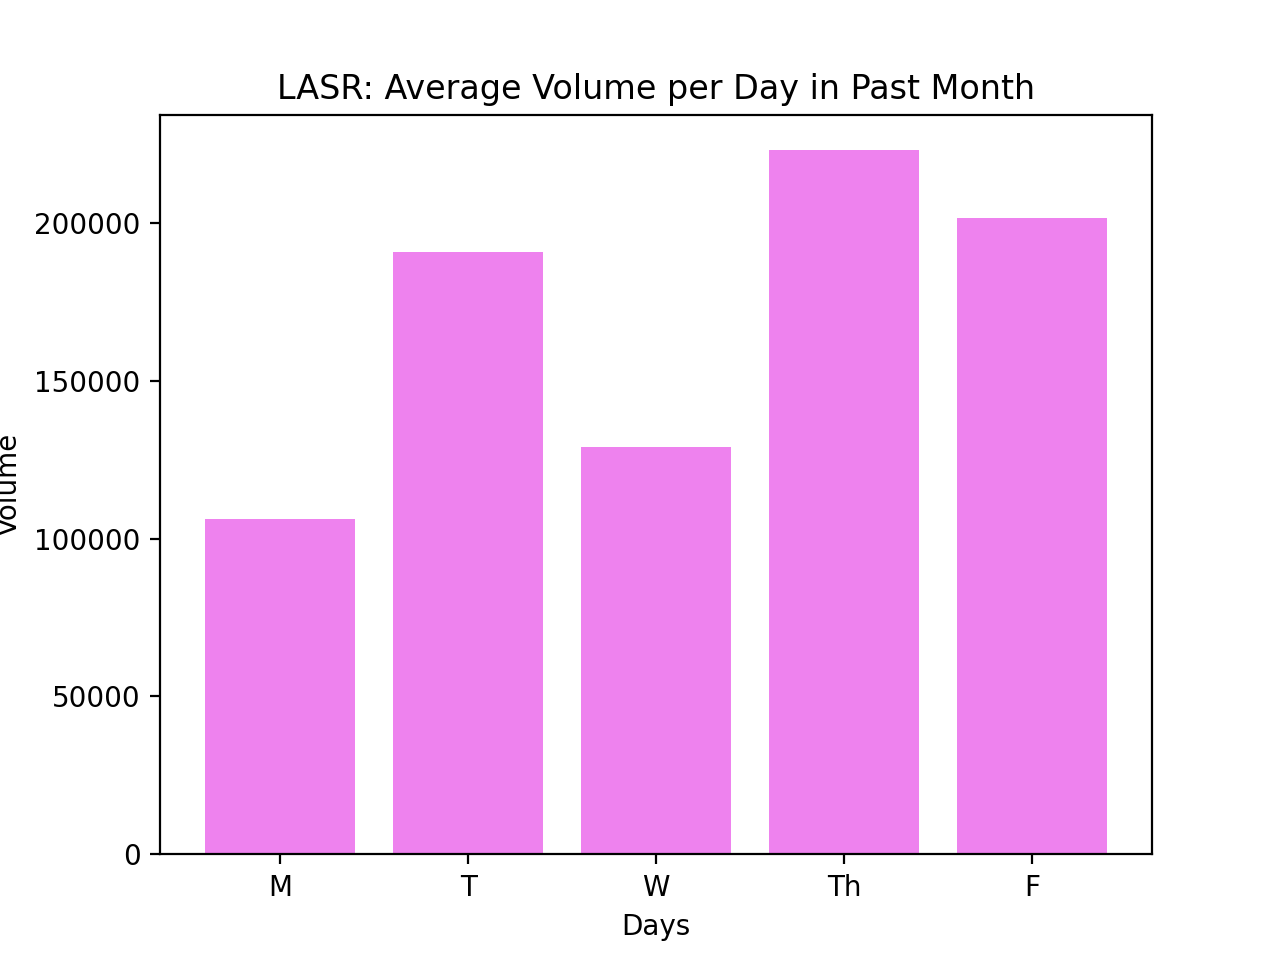 LASR: Average Volume per Day in Past Month
200000
150000
100000
50000
0
Volume
M T W Th F
Days